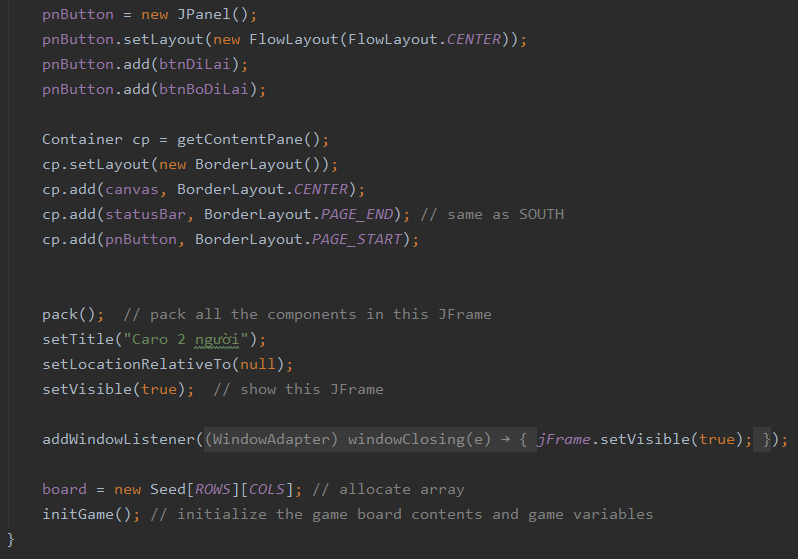 pnButton = new JPanel();
pnButton.setLayout(new FlowLayout(FlowLayout.CENTER));
pnButton.add(btnDiLai);
pnButton.add(btnBoDiLai);
Container cp = getContentPane();
cp.setLayout(new BorderLayout());
cp.add(canvas, BorderLayout.CENTER);
cp.add(statusBar, BorderLayout.PAGE_END); // same as SOUTH
cp.add(pnButton, BorderLayout.PAGE_START);
pack();  // pack all the components in this JFrame
setTitle("Caro 2 người");
setLocationRelativeTo(null);
setVisible(true);  // show this JFrame
addWindowListener((WindowAdapter) windowClosing(e) → { jFrame.setVisible(true); });
board = new Seed[ROWS][COLS]; // allocate array
initGame(); // initialize the game board contents and game variables
}